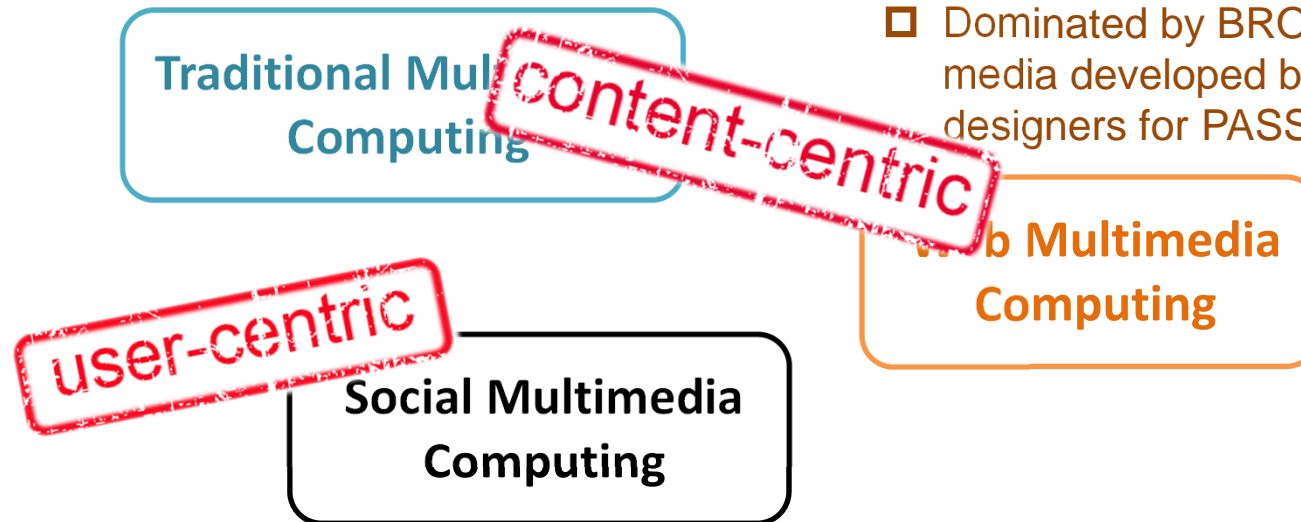 Traditional Mul
Computing
content-centric
Dominated by BRO
media developed b
designers for PASS
b Multimedia
Computing
user-centric
Social Multimedia
Computing